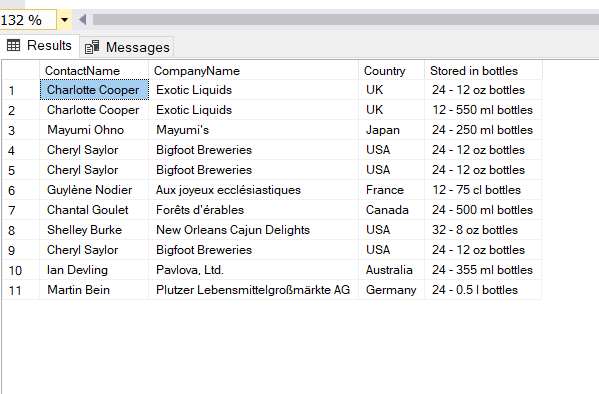 132 %
Results Messages
ContactName CompanyName Country Stored in bottles
1 Charlotte Cooper Exotic Liquids UK 24 - 12 oz bottles
2 Charlotte Cooper Exotic Liquids UK 12 - 550 ml bottles
3 Mayumi Ohno Mayumi's Japan 24 - 250 ml bottles
4 Cheryl Saylor Bigfoot Breweries USA 24 - 12 oz bottles
5 Cheryl Saylor Bigfoot Breweries USA 24 - 12 oz bottles
6 Guylène Nodier Aux joyeux ecclésiastiques France 12 - 75 cl bottles
7 Chantal Goulet Forêts d'érables Canada 24 - 500 ml bottles
8 Shelley Burke New Orleans Cajun Delights USA 32 - 8 oz bottles
9 Cheryl Saylor Bigfoot Breweries USA 24 - 12 oz bottles
10 Ian Devling Pavlova, Ltd. Australia 24 - 355 ml bottles
11 Martin Bein Plutzer Lebensmittelgroßmärkte AG Germany 24 - 0.5 l bottles